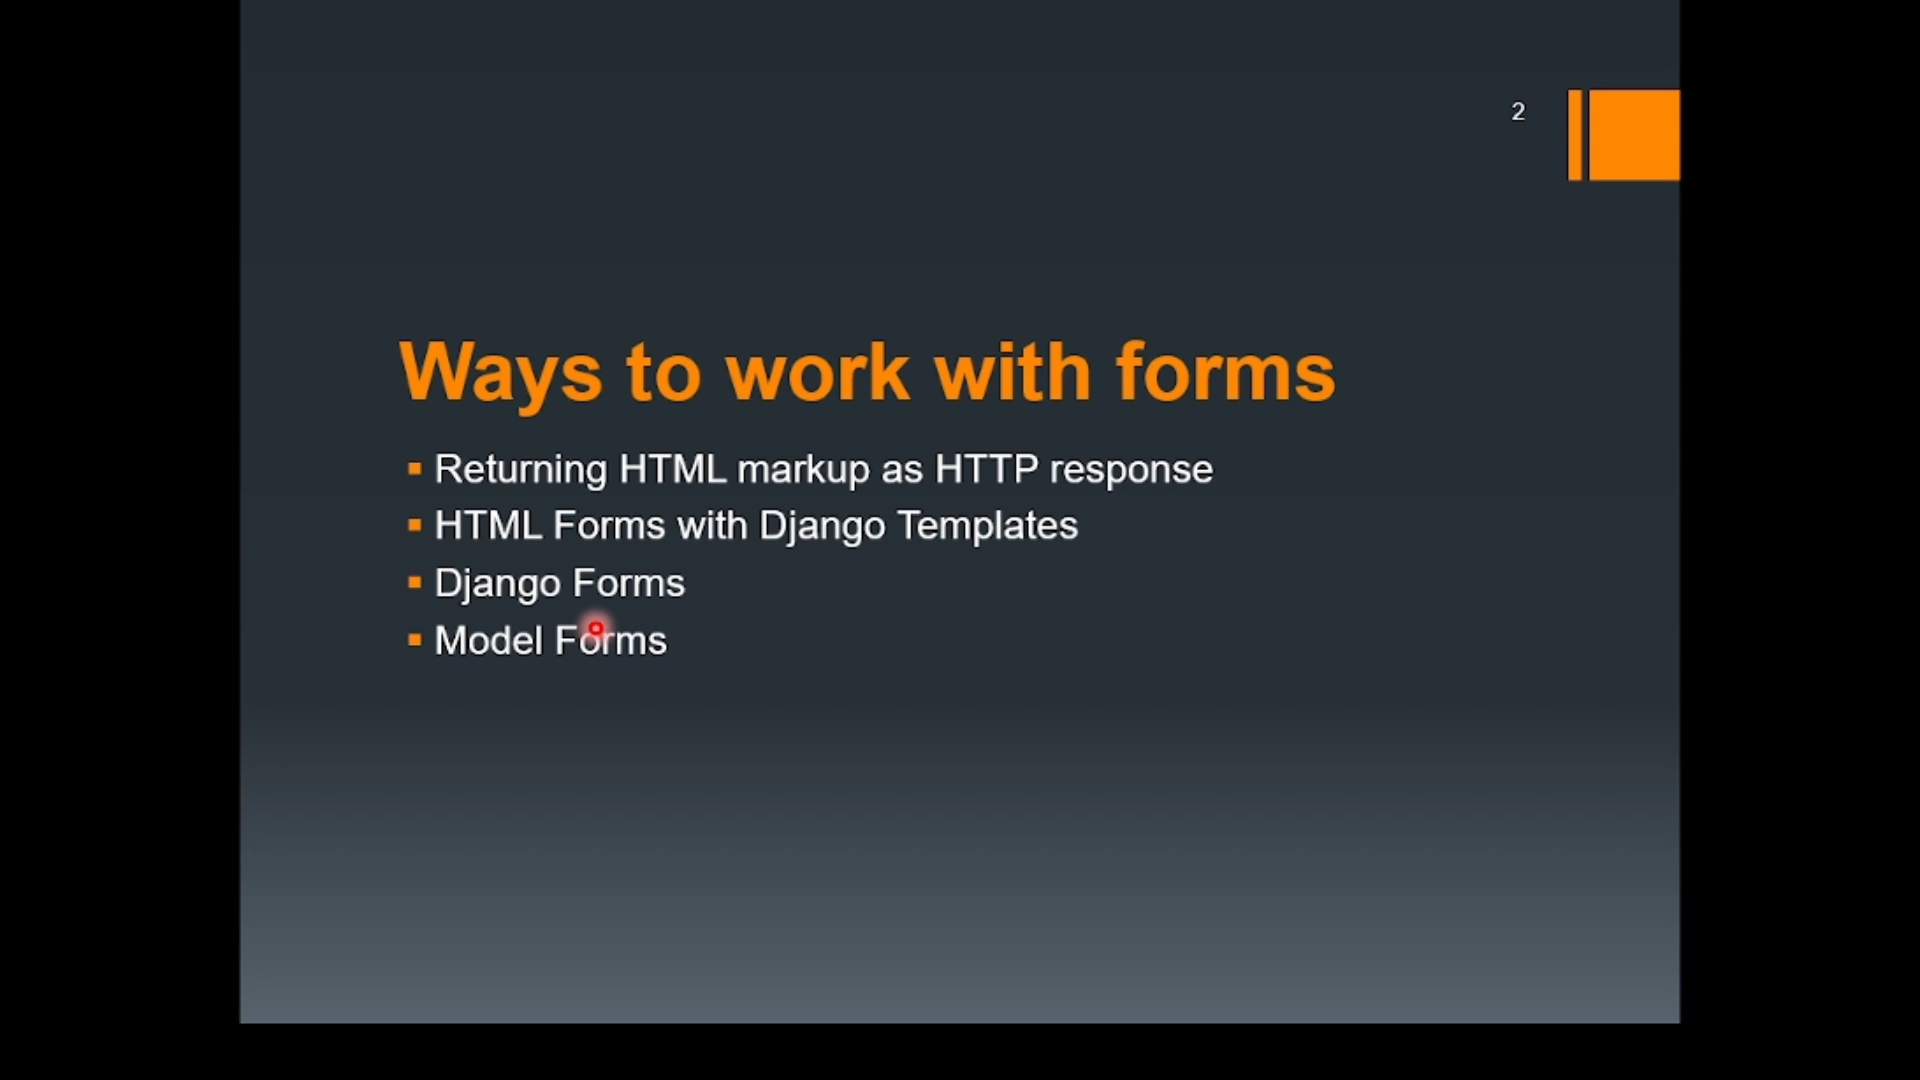 2
Ways to work with forms
Returning HTML markup as HTTP response
HTML Forms with Django Templates
Django Forms
Model Forms